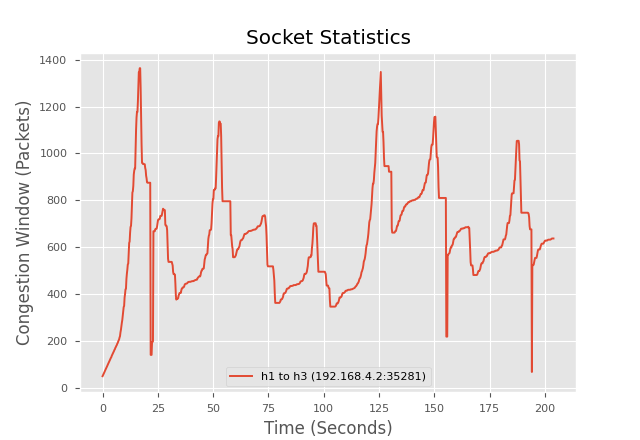 Socket Statistics
Congestion Window (Packets)
1400
1200
1000
800
600
400
200
0
h1 to h3 (192.168.4.2:35281)
0 25 50 75 100 125 150 175 200
Time (Seconds)